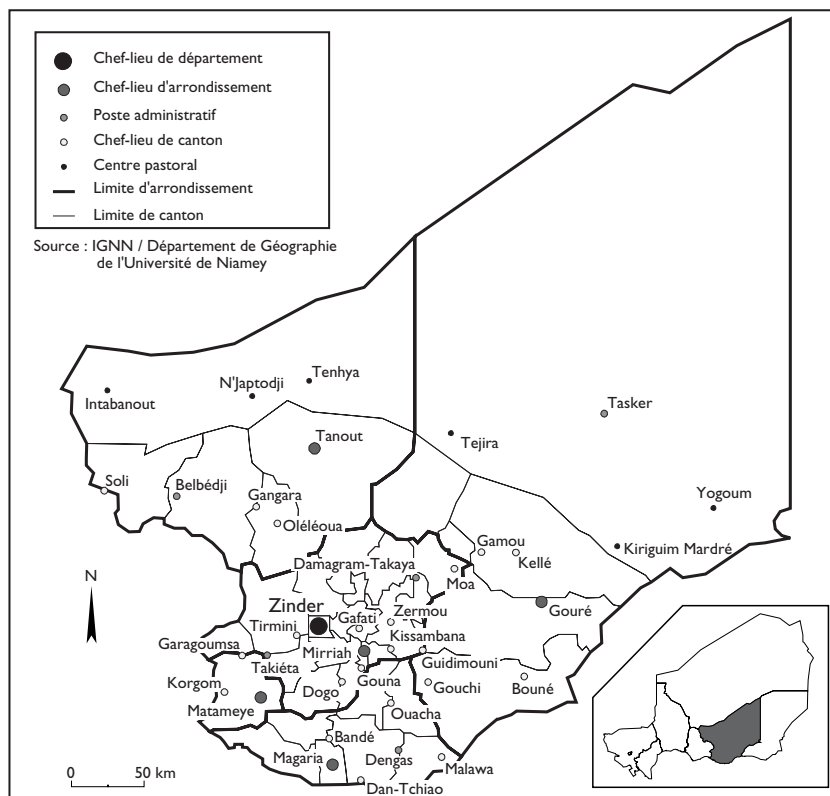 Chef-lieu de département
Chef-lieu d'arrondissement
Poste administratif
Chef-lieu de canton
Centre pastoral
Limite d'arrondissement
Limite de canton
Source : IGNN / Département de Géographie
de l'Université de Niamey
Tenhya
N'Japtodji
Intabanout
Tasker
Tejira
Tanout
Soli
Belbédji
Gangara
Yogoum
Oléléoua
Gamou
Kellé
Kiriguim Mardré
Damagram-Takaya
Moa
N
Zinder
Gouré
Zermou
Gafati
Tirmini
Kissambana
Garagoumsa
Mirriah
Guidimouni
Takiéta
Gouna
Korgom
Dogo
Gouchi
Bouné
Matameye
Ouacha
Bandé
Magaria
Dengas
Malawa
0 50 km
Dan-Tchiao